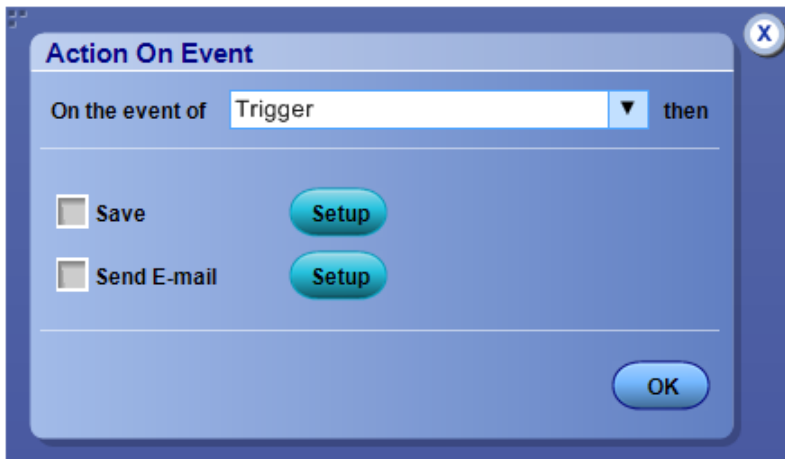 X
Action On Event
On the event of Trigger ▼ then
Save Setup
Send E-mail Setup
OK